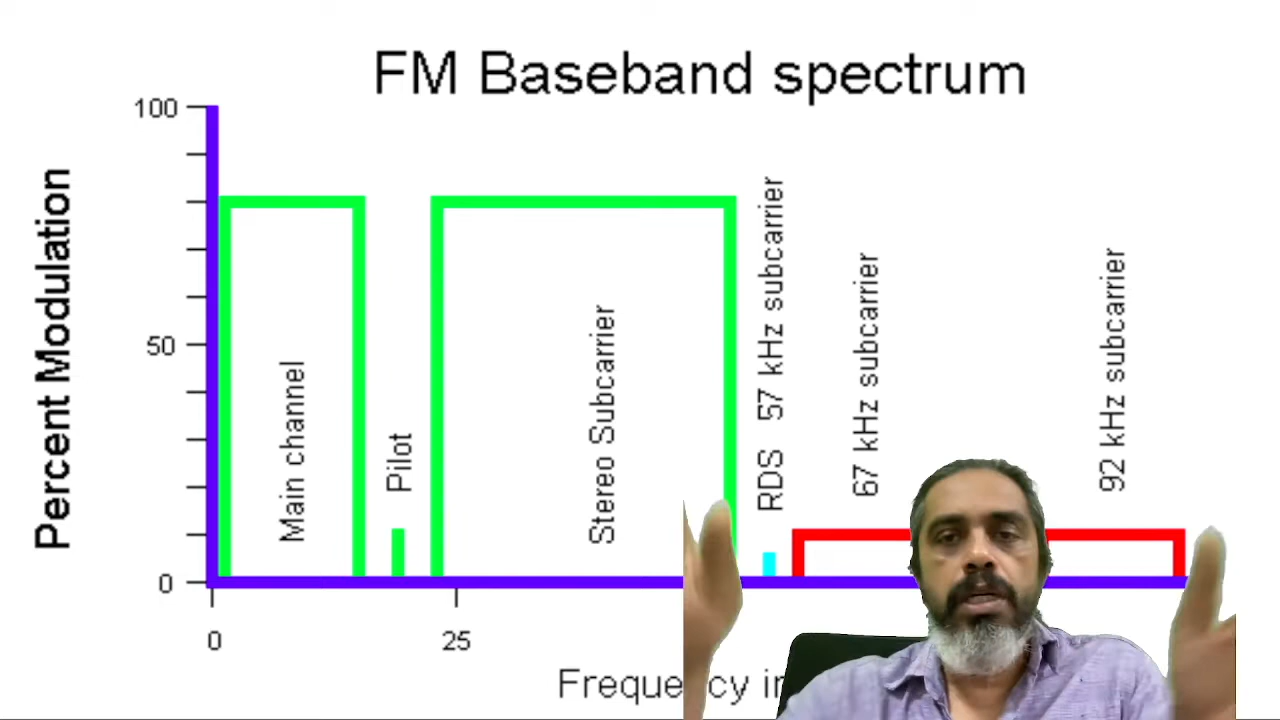 FM Baseband spectrum
Percent Modulation
100
50
0
Main channel
Pilot
Stereo Subcarrier
RDS 57 kHz subcarrier
67 kHz subcarrier
92 kHz subcarrier
0
25